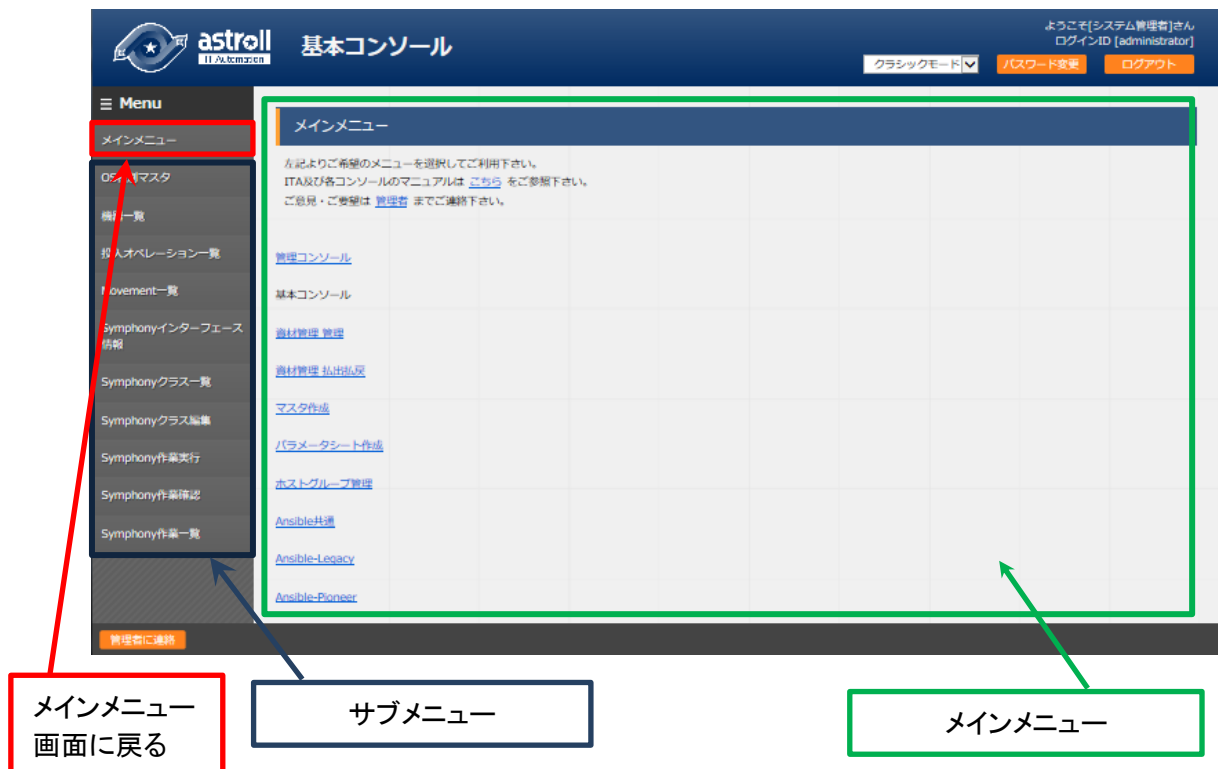 astroll
IT Automation
基本コンソール
ようこそ[システム管理者]さん
ログインID [administrator]
クラシックモード
パスワード変更
ログアウト
Menu
メインメニュー
OS種別マスタ
機器一覧
投入オペレーション一覧
Movement一覧
Symphonyインターフェース
情報
Symphonyクラス一覧
Symphonyクラス編集
Symphony作業実行
Symphony作業確認
Symphony作業一覧
メインメニュー
左記よりご希望のメニューを選択してご利用下さい。
ITA及び各コンソールのマニュアルは こちら をご参照下さい。
ご意見・ご要望は 管理者 までご連絡下さい。
管理コンソール
基本コンソール
資材管理 管理
資材管理 払出払戻
マスタ作成
パラメータシート作成
ホストグループ管理
Ansible共通
Ansible-Legacy
Ansible-Pioneer
管理者に連絡
メインメニュー
画面に戻る
サブメニュー
メインメニュー